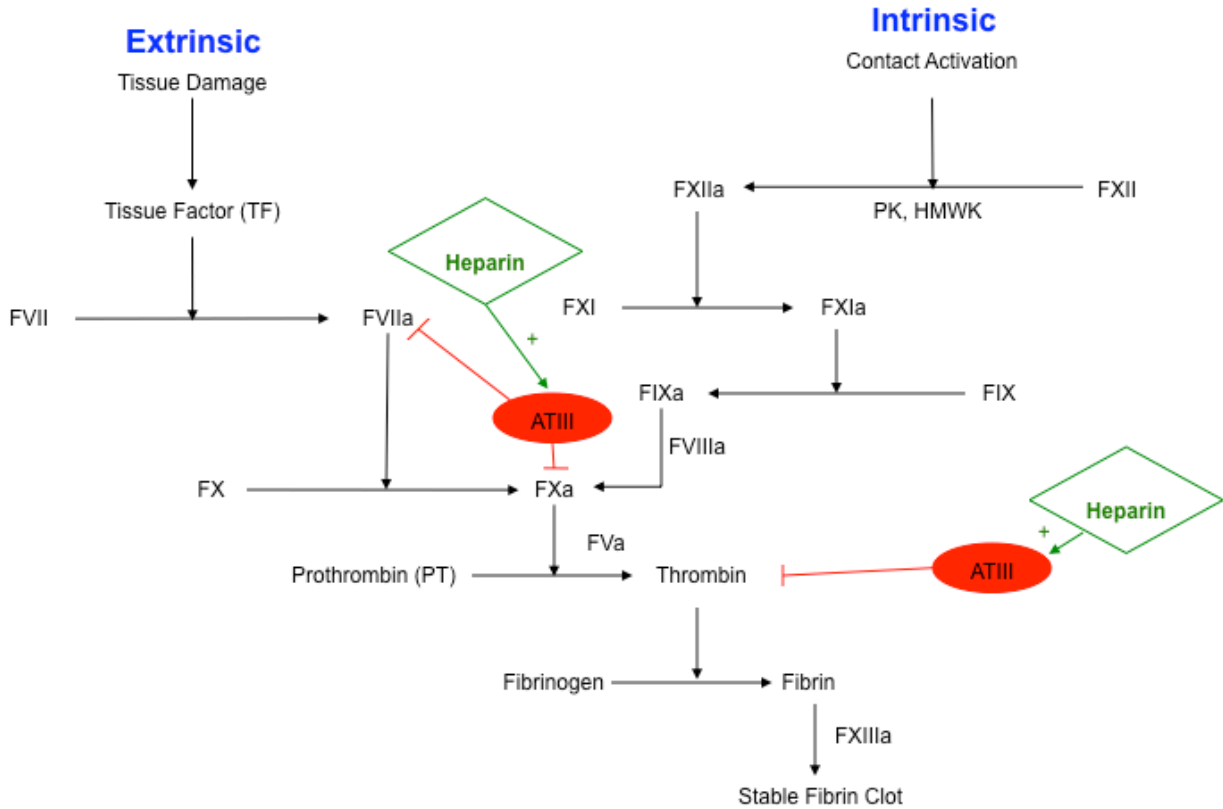 Extrinsic
Intrinsic
Tissue Damage
Contact Activation
FXIIa
FXII
PK, HMWK
Tissue Factor (TF)
Heparin
+
FVII
FVIIa
FXI
FXIa
FIXa
FIX
ATIII
FVIIIa
FX
FXa
Heparin
+
FVa
Prothrombin (PT)
Thrombin
ATIII
Fibrinogen
Fibrin
FXIIIa
Stable Fibrin Clot